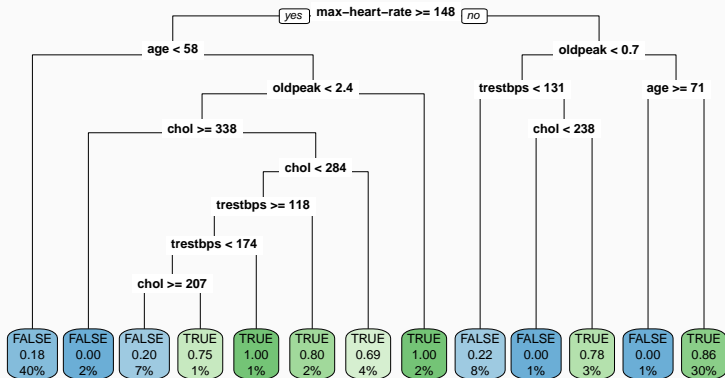 yes max−heart−rate >= 148 no
age < 58 oldpeak < 0.7
oldpeak < 2.4 trestbps < 131 age >= 71
chol >= 338 chol < 238
chol < 284
trestbps >= 118
trestbps < 174
chol >= 207
FALSE FALSE FALSE TRUE TRUE TRUE TRUE TRUE FALSE FALSE TRUE FALSE TRUE
0.18 0.00 0.20 0.75 1.00 0.80 0.69 1.00 0.22 0.00 0.78 0.00 0.86
40% 2% 7% 1% 1% 2% 4% 2% 8% 1% 3% 1% 30%